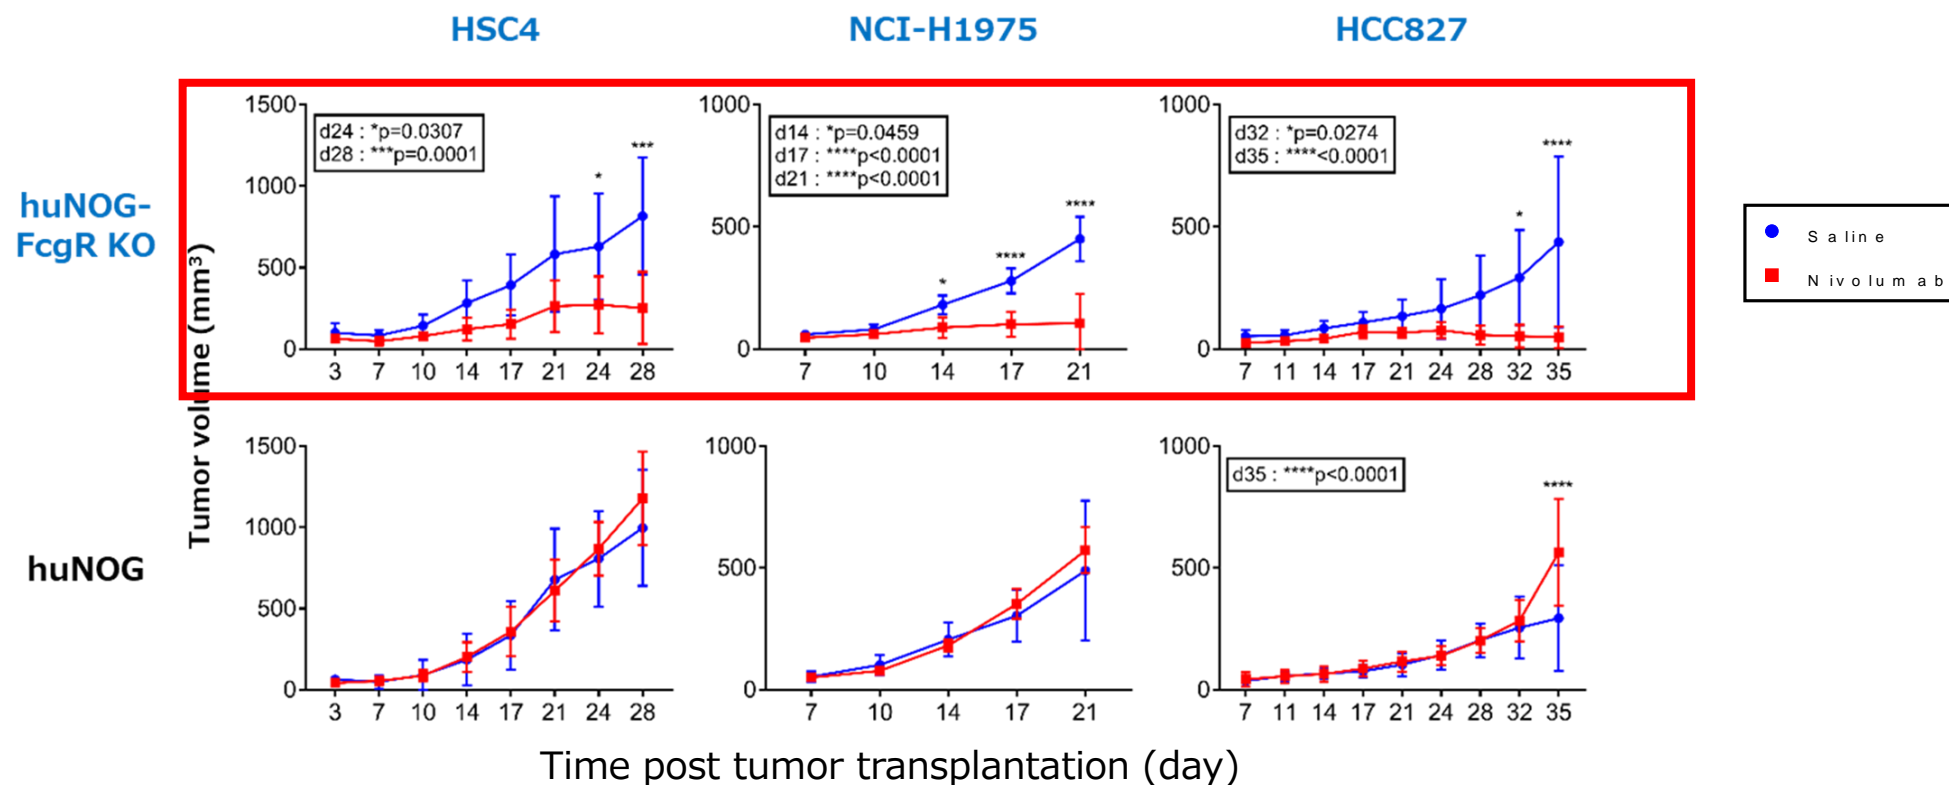 HSC4
NCI-H1975
HCC827
huNOG-
FcgR KO
Tumor volume (mm³)
1500
1000
500
0
d24 : *p=0.0307
d28 : ***p=0.0001
*
***
3 7 10 14 17 21 24 28
1000
500
0
d14 : *p=0.0459
d17 : ****p<0.0001
d21 : ****p<0.0001
*
****
****
7 10 14 17 21
1000
500
0
d32 : *p=0.0274
d35 : ****<0.0001
*
****
7 11 14 17 21 24 28 32 35
Saline
Nivolumab
huNOG
1500
1000
500
0
3 7 10 14 17 21 24 28
1000
500
0
7 10 14 17 21
1000
500
0
d35 : ****p<0.0001
****
7 11 14 17 21 24 28 32 35
Time post tumor transplantation (day)